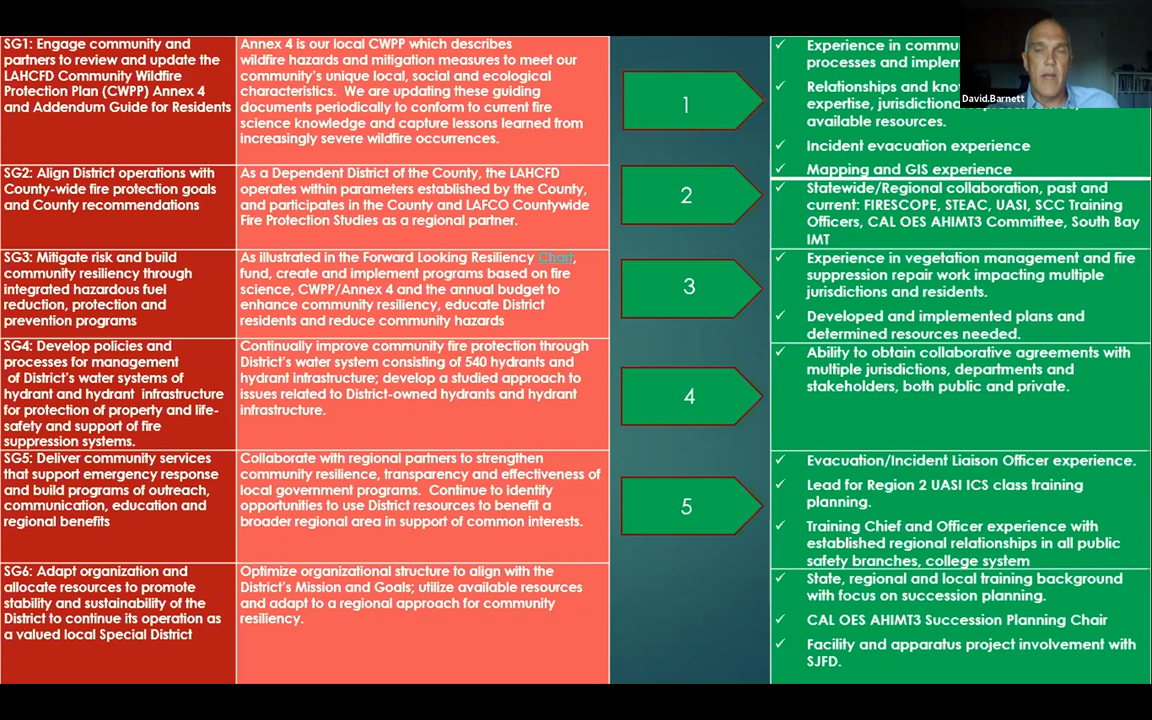 SG1: Engage community and
partners to review and update the
LAHCFD Community Wildfire
Protection Plan (CWPP) Annex 4
and Addendum Guide for Residents
Annex 4 is our local CWPP which describes
wildfire hazards and mitigation measures to meet our
community's unique local, social and ecological
characteristics. We are updating these guiding
documents periodically to conform to current fire
science knowledge and capture lessons learned from
increasingly severe wildfire occurrences.
1
✓ Experience in
processes and
✓ Relationships and
expertise,
available resources.
✓ Incident evacuation experience
✓ Mapping and GIS experience
David.Barnett
SG2: Align District operations with
County-wide fire protection goals
and County recommendations
As a Dependent District of the County, the LAHCFD
operates within parameters established by the County,
and participates in the County and LAFCO Countywide
Fire Protection Studies as a regional partner.
2
✓ Statewide/Regional collaboration, past and
current: FIRESCOPE, STEAC, UASI, SCC Training
Officers, CAL OES AHIMT3 Committee, South Bay
IMT
SG3: Mitigate risk and build
community resiliency through
integrated hazardous fuel
reduction, protection and
prevention programs
As illustrated in the Forward Looking Resiliency Chart,
fund, create and implement programs based on fire
science, CWPP/Annex 4 and the annual budget to
enhance community resiliency, educate District
residents and reduce community hazards
3
✓ Experience in vegetation management and fire
suppression repair work impacting multiple
jurisdictions and residents.
✓ Developed and implemented plans and
determined resources needed.
SG4: Develop policies and
processes for management
of District's water systems of
hydrant and hydrant infrastructure
for protection of property and life-
safety and support of fire
suppression systems.
Continually improve community fire protection through
District's water system consisting of 540 hydrants and
hydrant infrastructure; develop a studied approach to
issues related to District-owned hydrants and hydrant
infrastructure.
4
✓ Ability to obtain collaborative agreements with
multiple jurisdictions, departments and
stakeholders, both public and private.
SG5: Deliver community services
that support emergency response
and build programs of outreach,
communication, education and
regional benefits
Collaborate with regional partners to strengthen
community resilience, transparency and effectiveness of
local government programs. Continue to identify
opportunities to use District resources to benefit a
broader regional area in support of common interests.
5
✓ Evacuation/Incident Liaison Officer experience.
✓ Lead for Region 2 UASI ICS class training
planning.
✓ Training Chief and Officer experience with
established regional relationships in all public
safety branches, college system
SG6: Adapt organization and
allocate resources to promote
stability and sustainability of the
District to continue its operation as
a valued local Special District
Optimize organizational structure to align with the
District's Mission and Goals; utilize available resources
and adapt to a regional approach for community
resiliency.
✓ State, regional and local training background
with focus on succession planning.
✓ CAL OES AHIMT3 Succession Planning Chair
✓ Facility and apparatus project involvement with
SJFD.